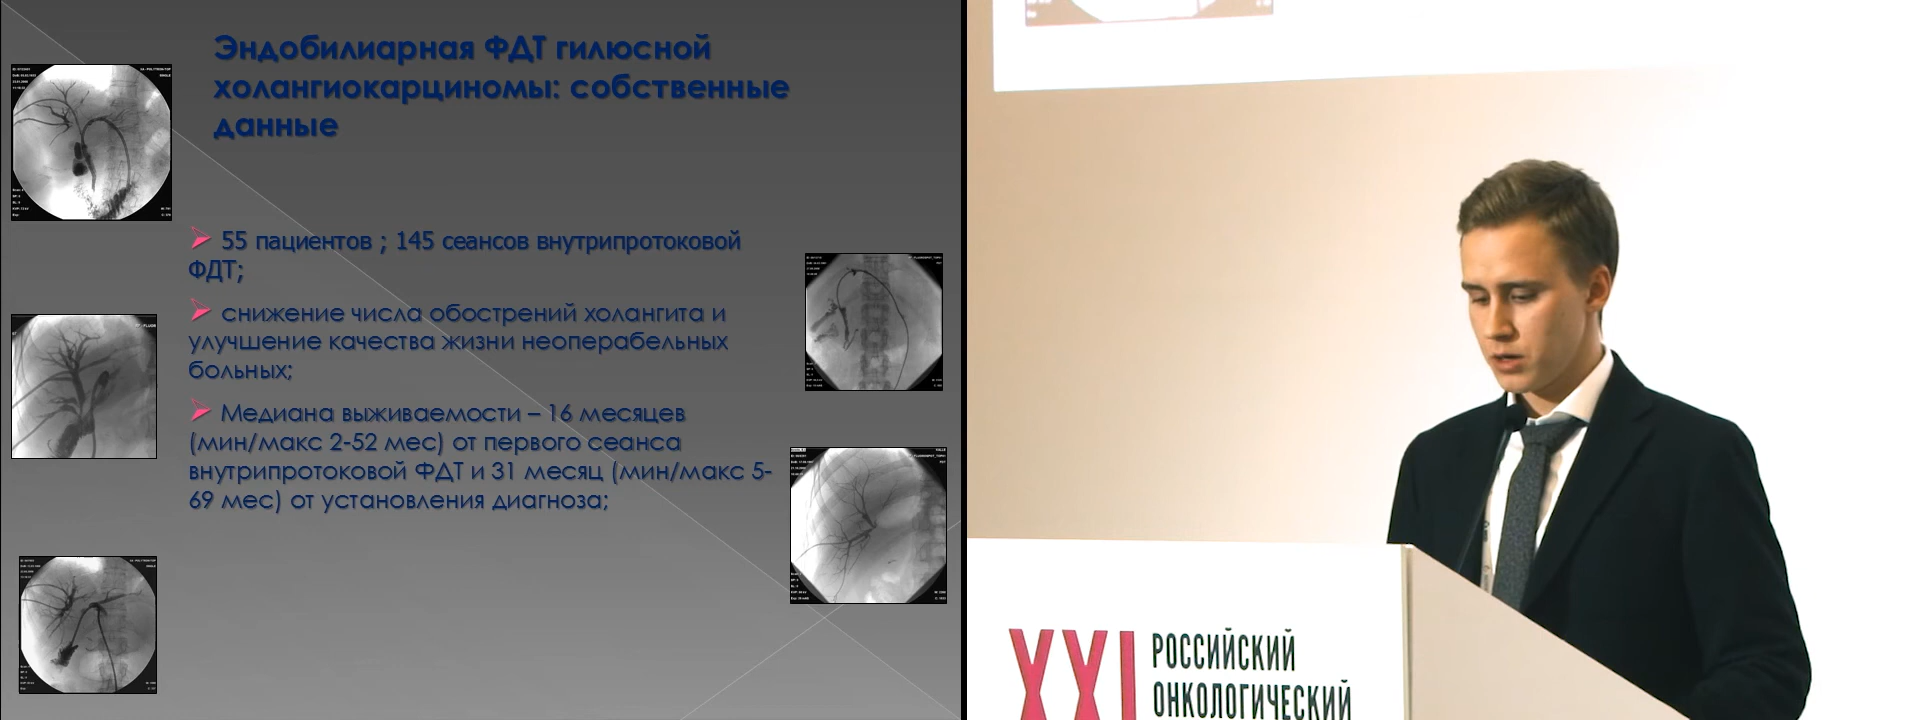 Эндобилиарная ФДТ гилюсной
холангиокарциномы: собственные
данные
55 пациентов ; 145 сеансов внутрипротоковой
ФДТ;
снижение числа обострений холангита и
улучшение качества жизни неоперабельных
больных;
Медиана выживаемости – 16 месяцев
(мин/макс 2-52 мес) от первого сеанса
внутрипротоковой ФДТ и 31 месяц (мин/макс 5-
69 мес) от установления диагноза;
XXI РОССИЙСКИЙ
ОНКОЛОГИЧЕСКИЙ